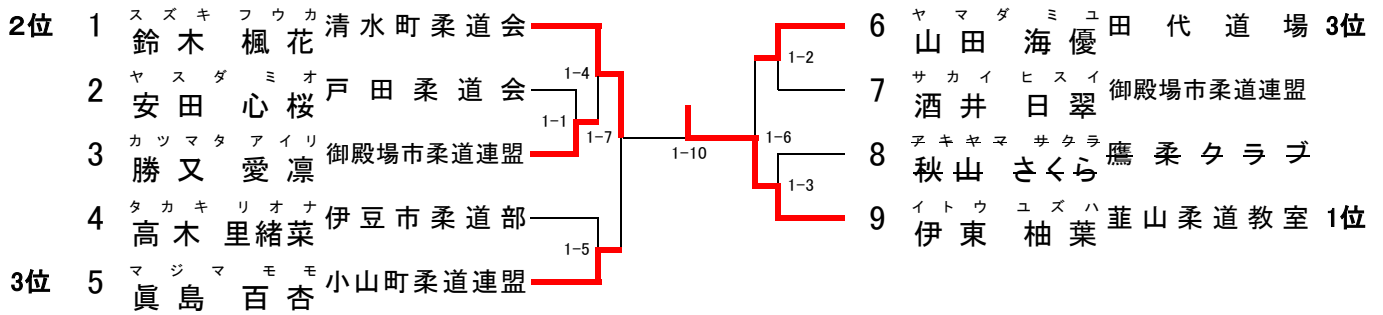 スズキ フウカ
2位 1 鈴木 楓花 清水町柔道会
ヤスダ ミオ
2 安田 心桜 戸田柔道会
カツマタ アイリ
3 勝又 愛凛 御殿場市柔道連盟
タカキ リオナ
4 高木 里緒菜 伊豆市柔道部
マジマ モモ
3位 5 眞島 百杏 小山町柔道連盟
1-4
1-1
1-7
1-5
1-10
1-2
1-6
1-3
ヤマダ ミユ
6 山田 海優 田代道場 3位
サカイ ヒスイ
7 酒井 日翠 御殿場市柔道連盟
アキヤマ サクラ
8 秋山 さくら 鷹柔クラブ
イトウ ユズハ
9 伊東 柚葉 韮山柔道教室 1位